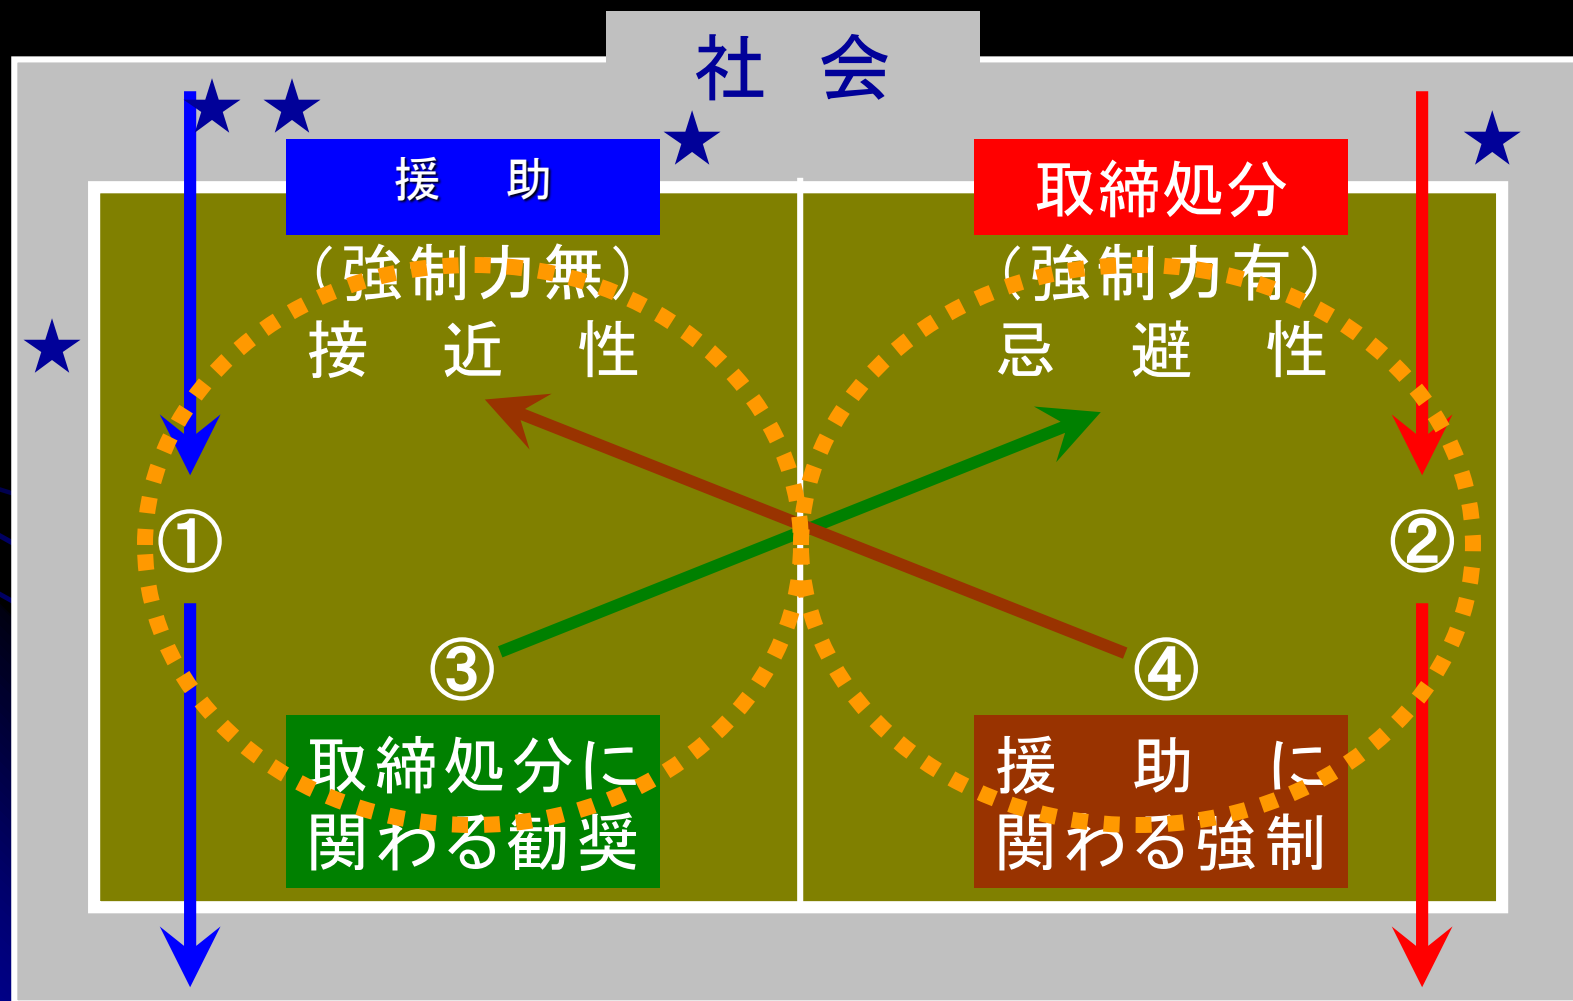 社 会
援 助
取締処分
（強制力無）
（強制力有）
接 近 性
忌 避 性
①
②
③
④
取締処分に
関わる勧奨
援 助 に
関わる強制